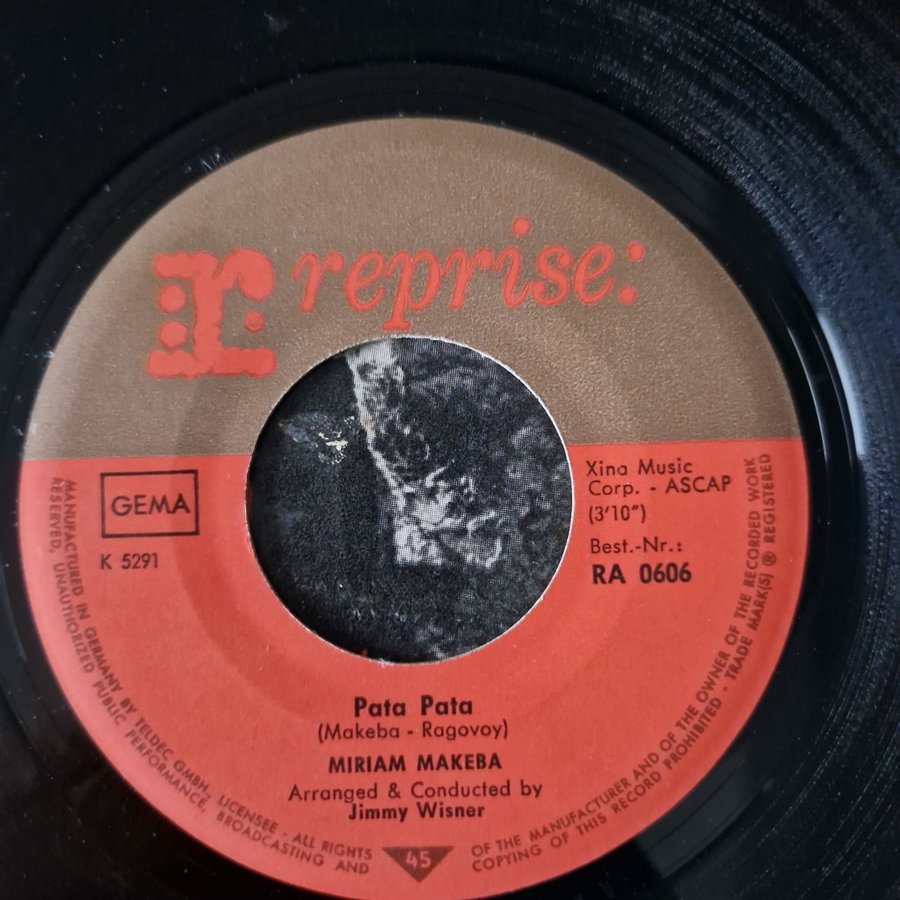 r: reprise:
GEMA
K 5291
Xina Music
Corp. - ASCAP
(3'10")
Best.-Nr.:
RA 0606
Pata Pata
(Makeba - Ragovoy)
MIRIAM MAKEBA
Arranged & Conducted by
Jimmy Wisner
45
MANUFACTURED IN GERMANY BY TELDEC GMBH., LICENSEE - ALL RIGHTS
RESERVED, UNAUTHORIZED PUBLIC PERFORMANCE, BROADCASTING AND
OF THE MANUFACTURER AND OF THE OWNER OF THE RECORDED WORK
COPYING OF THIS RECORD PROHIBITED - TRADE MARK(S) ® REGISTERED